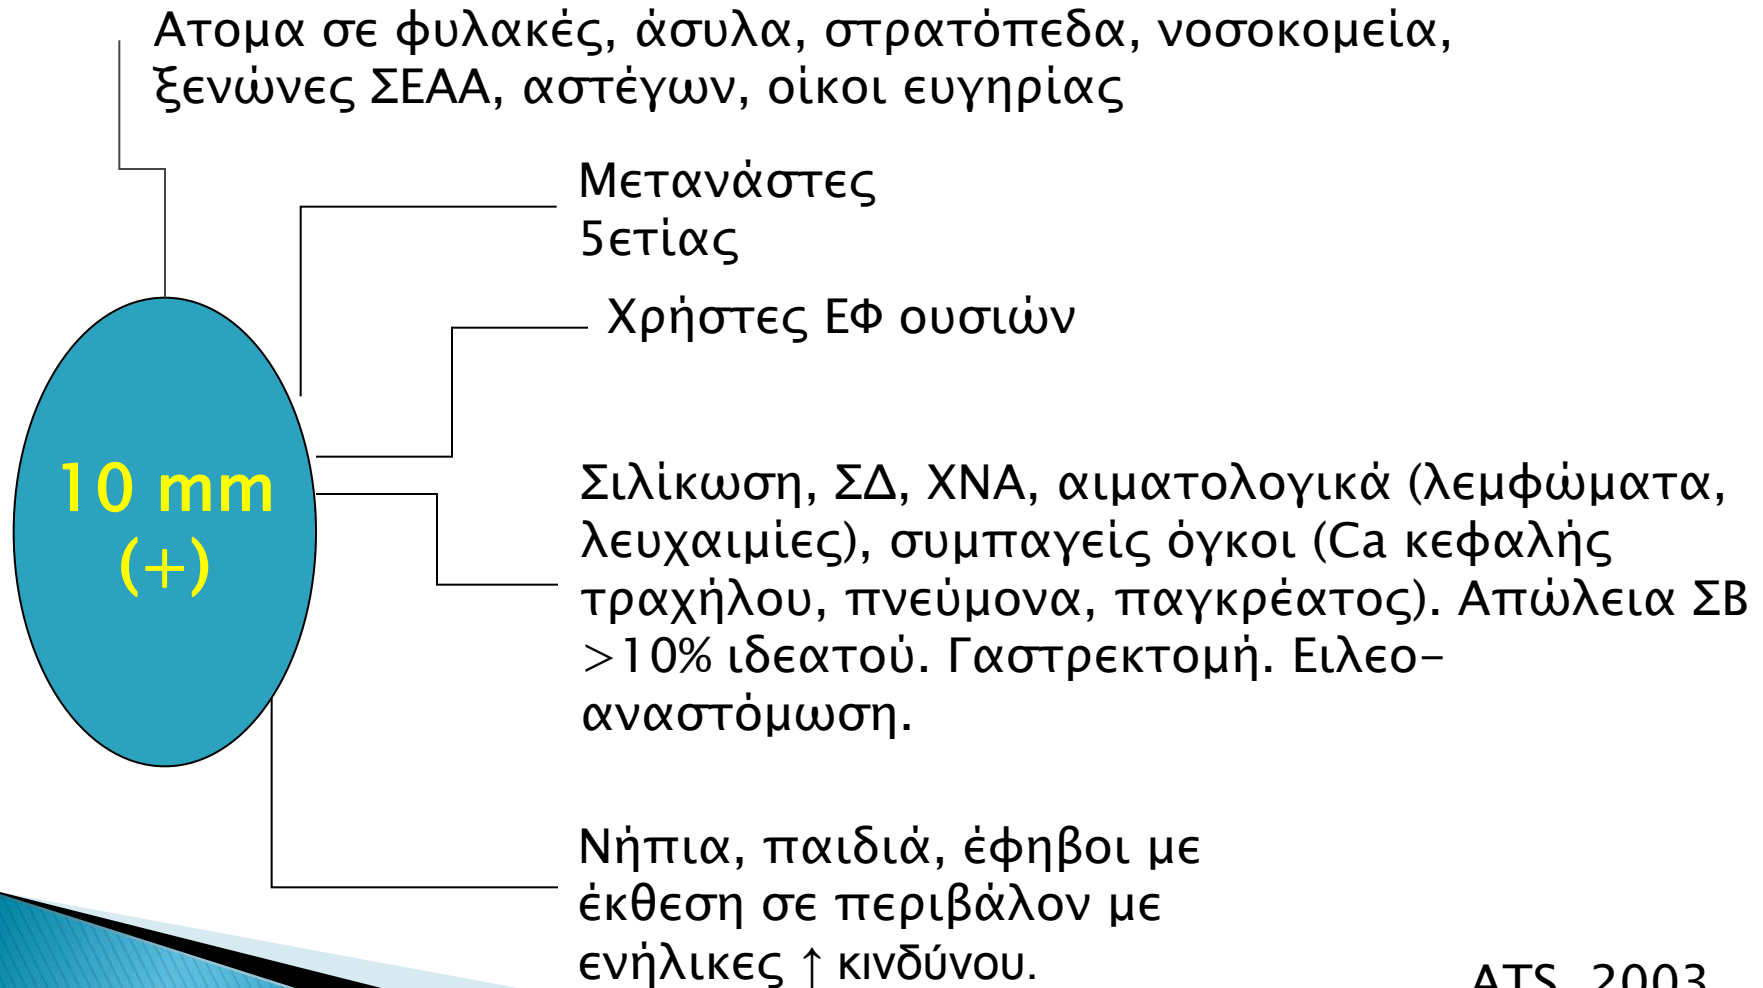 Ατομα σε φυλακές, άσυλα, στρατόπεδα, νοσοκομεία,
ξενώνες ΣΕΑΑ, αστέγων, οίκοι ευγηρίας
Μετανάστες
5ετίας
Χρήστες ΕΦ ουσιών
10 mm
(+)
Σιλίκωση, ΣΔ, ΧΝΑ, αιματολογικά (λεμφώματα,
λευχαιμίες), συμπαγείς όγκοι (Ca κεφαλής
τραχήλου, πνεύμονα, παγκρέατος). Απώλεια ΣΒ
>10% ιδεατού. Γαστρεκτομή. Ειλεο-
αναστόμωση.
Νήπια, παιδιά, έφηβοι με
έκθεση σε περιβάλον με
ενήλικες ↑ κινδύνου.
ATS, 2003